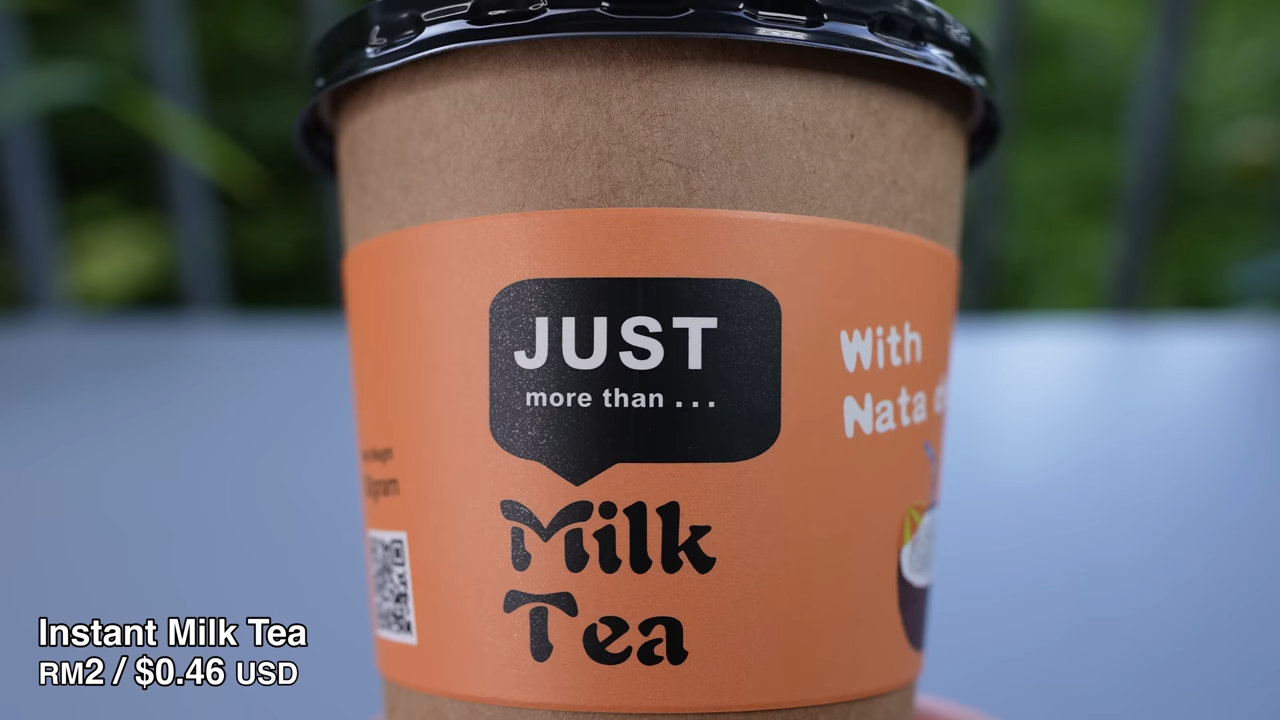 JUST
more than . . .
Milk
Tea
With
Nata
Instant Milk Tea
RM2 / $0.46 USD